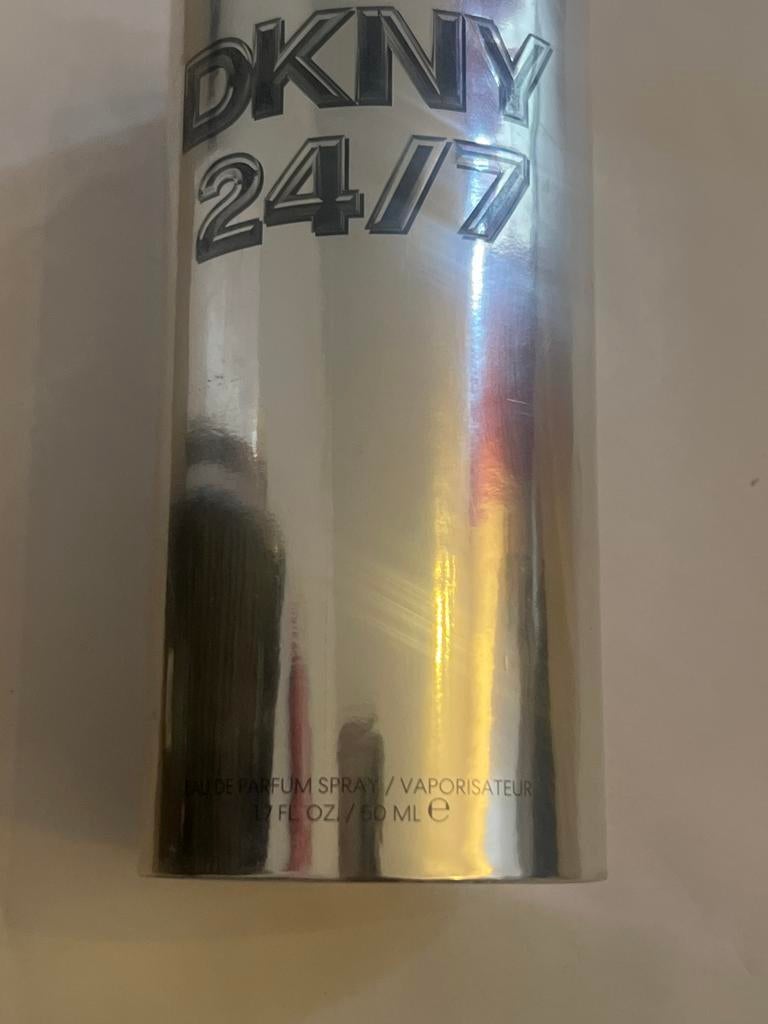 DKNY
24/7
EAU DE PARFUM SPRAY / VAPORISATEUR
1.7 FL. OZ. / 50 ML ℮